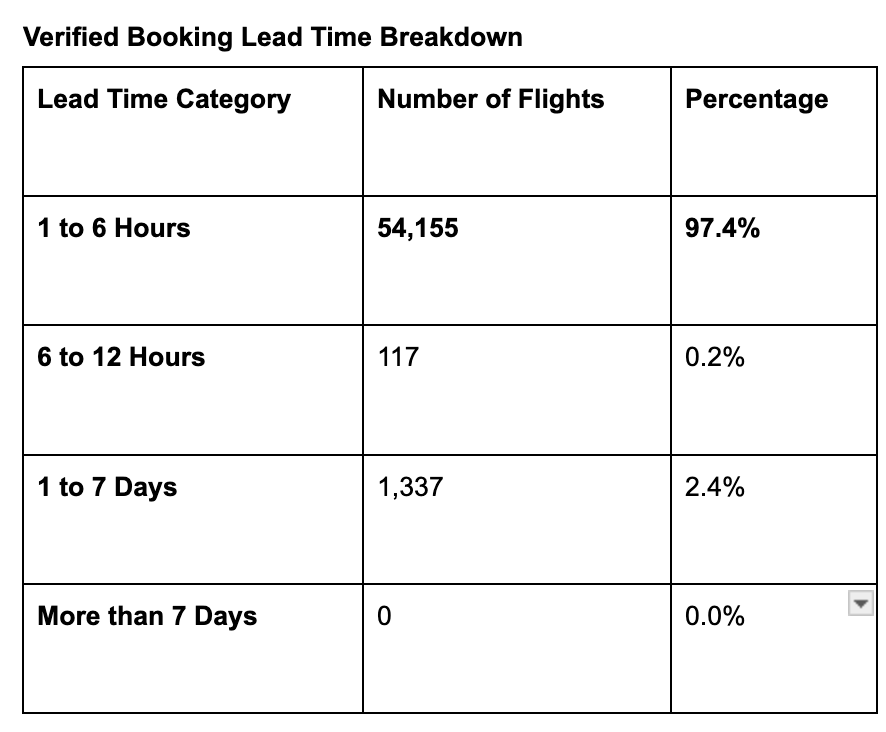 Verified Booking Lead Time Breakdown
Lead Time Category Number of Flights Percentage
1 to 6 Hours 54,155 97.4%
6 to 12 Hours 117 0.2%
1 to 7 Days 1,337 2.4%
More than 7 Days 0 0.0%